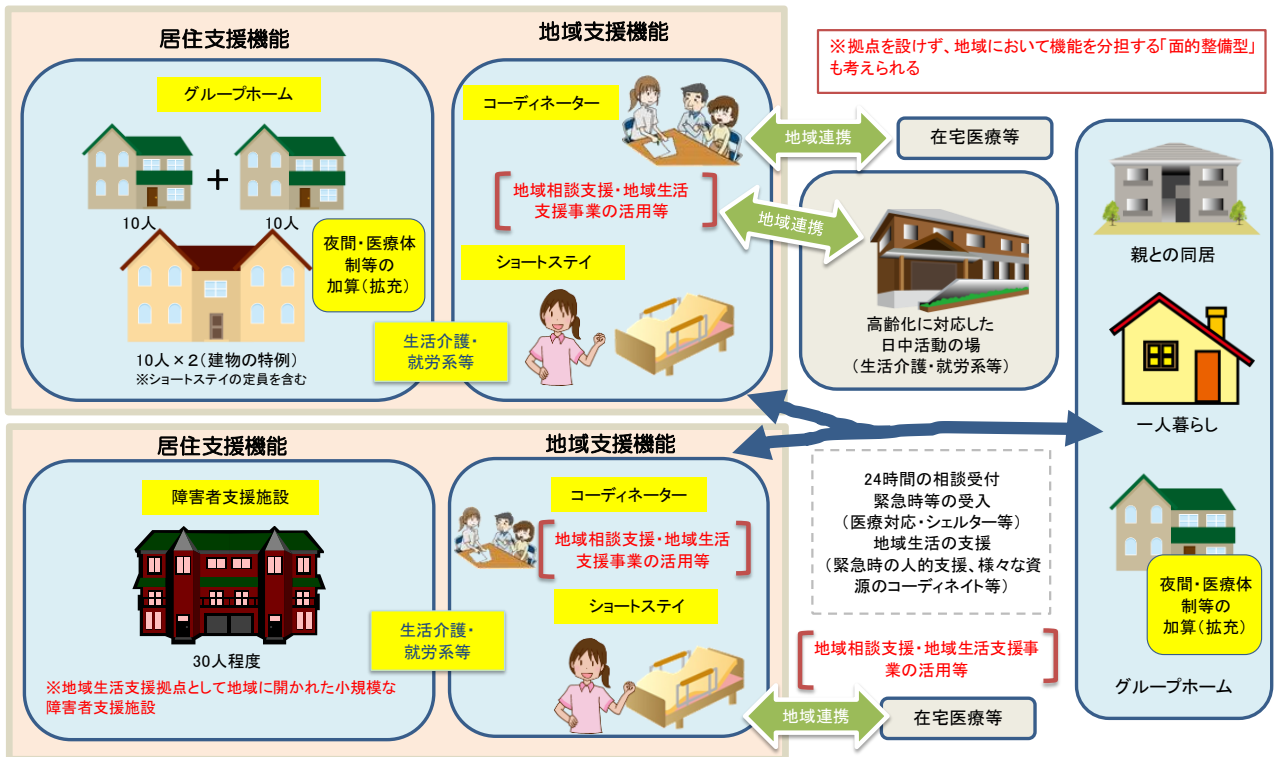 居住支援機能
グループホーム
+
10人
10人
夜間・医療体
制等の
加算(拡充)
10人×2(建物の特例)
※ショートステイの定員を含む
生活介護・
就労系等
地域支援機能
コーディネーター
地域相談支援・地域生活
支援事業の活用等
ショートステイ
※拠点を設けず、地域において機能を分担する「面的整備型」
も考えられる
地域連携
在宅医療等
地域連携
高齢化に対応した
日中活動の場
(生活介護・就労系等)
親との同居
一人暮らし
夜間・医療体
制等の
加算(拡充)
グループホーム
居住支援機能
障害者支援施設
30人程度
※地域生活支援拠点として地域に開かれた小規模な
障害者支援施設
生活介護・
就労系等
地域支援機能
コーディネーター
地域相談支援・地域生活
支援事業の活用等
ショートステイ
24時間の相談受付
緊急時等の受入
(医療対応・シェルター等)
地域生活の支援
(緊急時の人的支援、様々な資
源のコーディネイト等)
地域相談支援・地域生活支援事
業の活用等
地域連携
在宅医療等